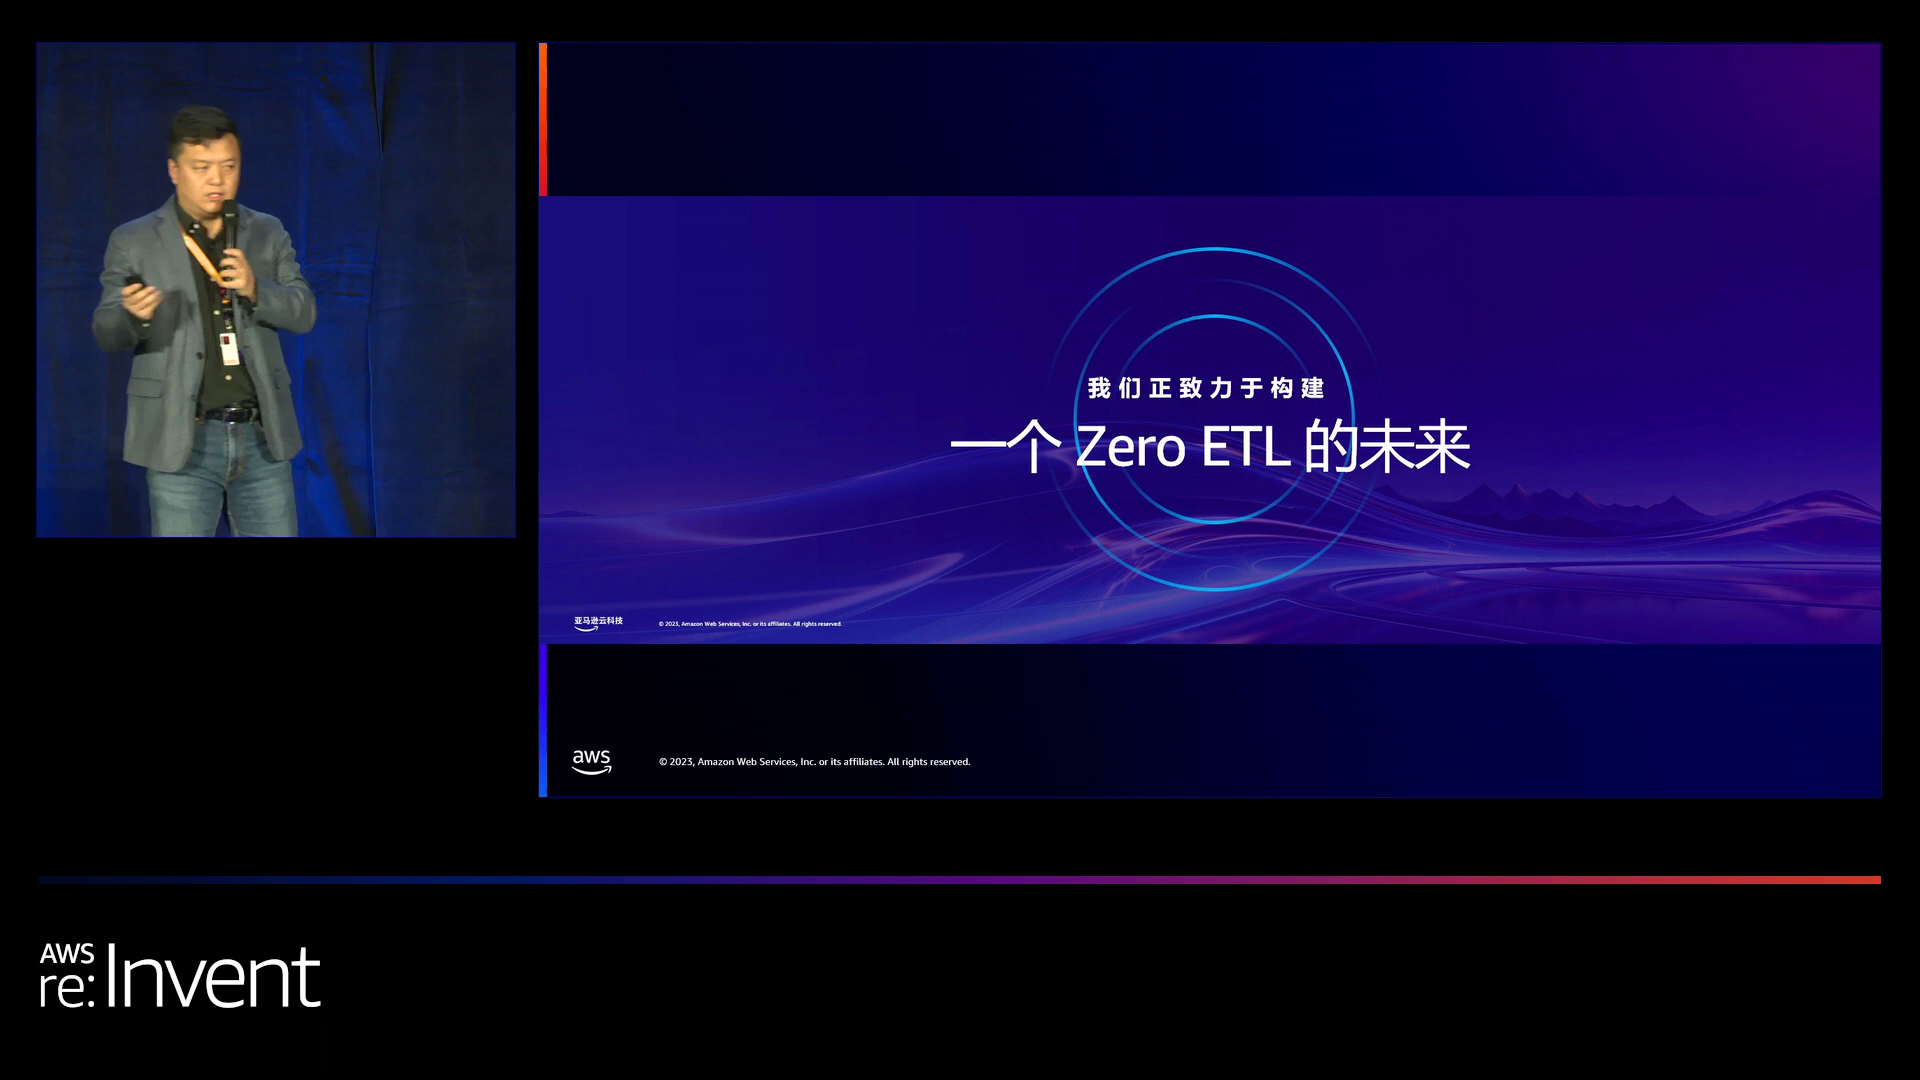 我们正致力于构建
一个 Zero ETL 的未来
亚马逊云科技
© 2023, Amazon Web Services, Inc. or its affiliates. All rights reserved.
aws
© 2023, Amazon Web Services, Inc. or its affiliates. All rights reserved.
AWS
re:Invent